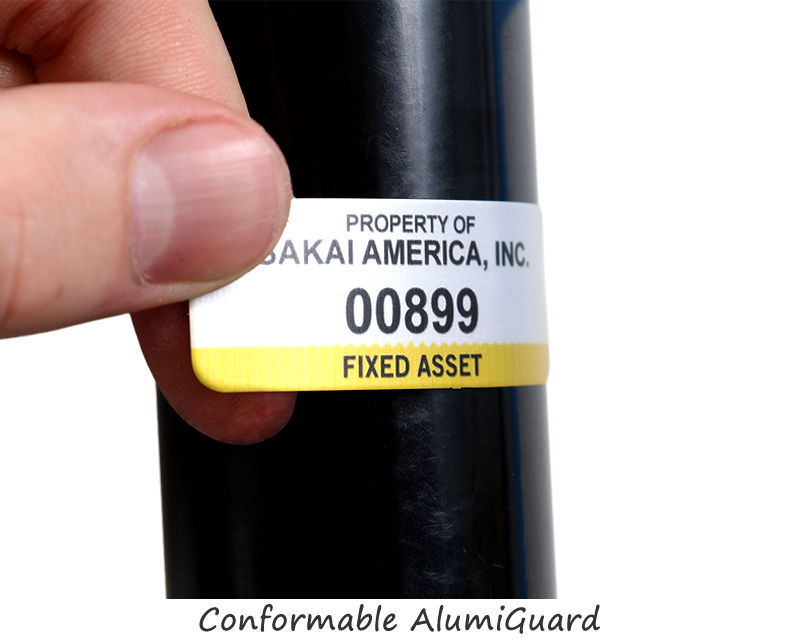 PROPERTY OF
SAKAI AMERICA, INC.
00899
FIXED ASSET
Conformable AlumiGuard